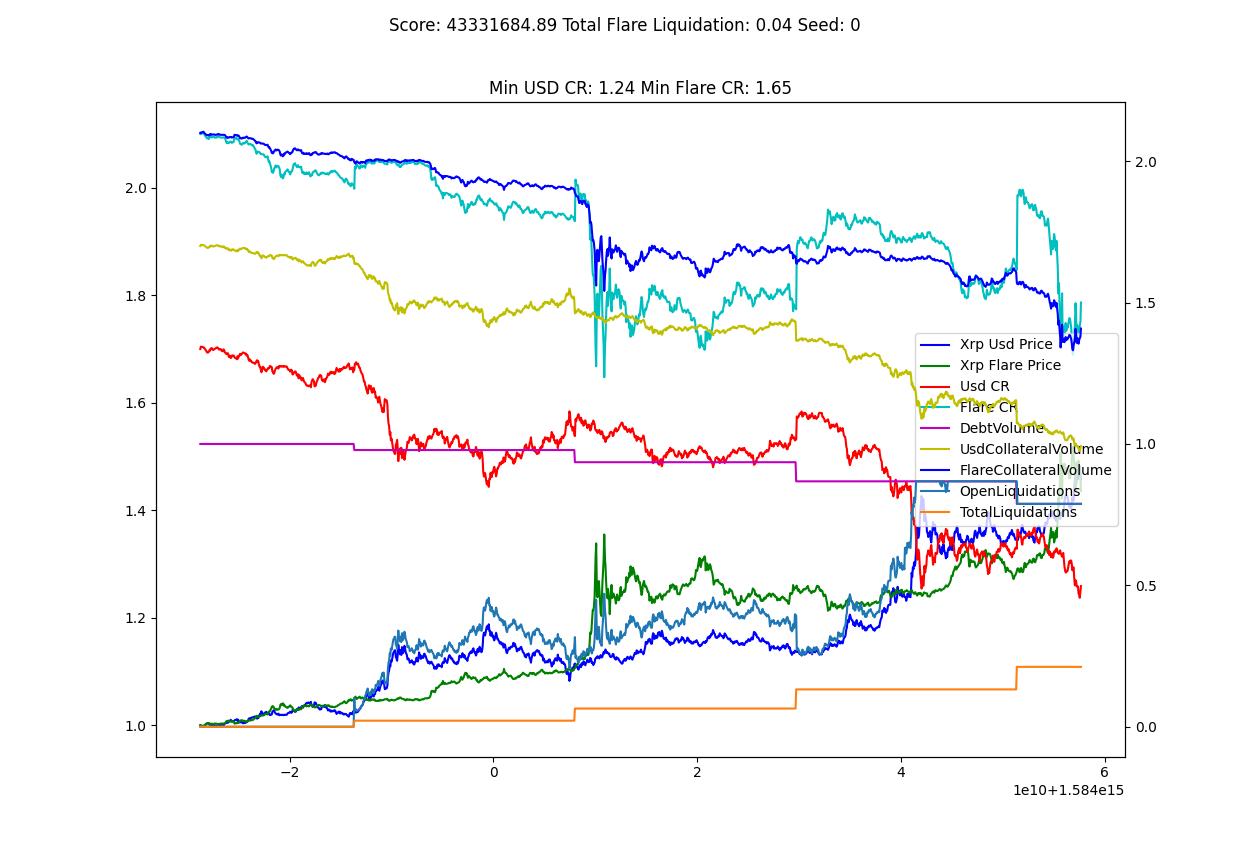 Score: 43331684.89 Total Flare Liquidation: 0.04 Seed: 0
Min USD CR: 1.24 Min Flare CR: 1.65
2.0
1.8
1.6
1.4
1.2
1.0
2.0
1.5
1.0
0.5
0.0
Xrp Usd Price
Xrp Flare Price
Usd CR
Flare CR
DebtVolume
UsdCollateralVolume
FlareCollateralVolume
OpenLiquidations
TotalLiquidations
−2 0 2 4 6
1e10+1.584e15